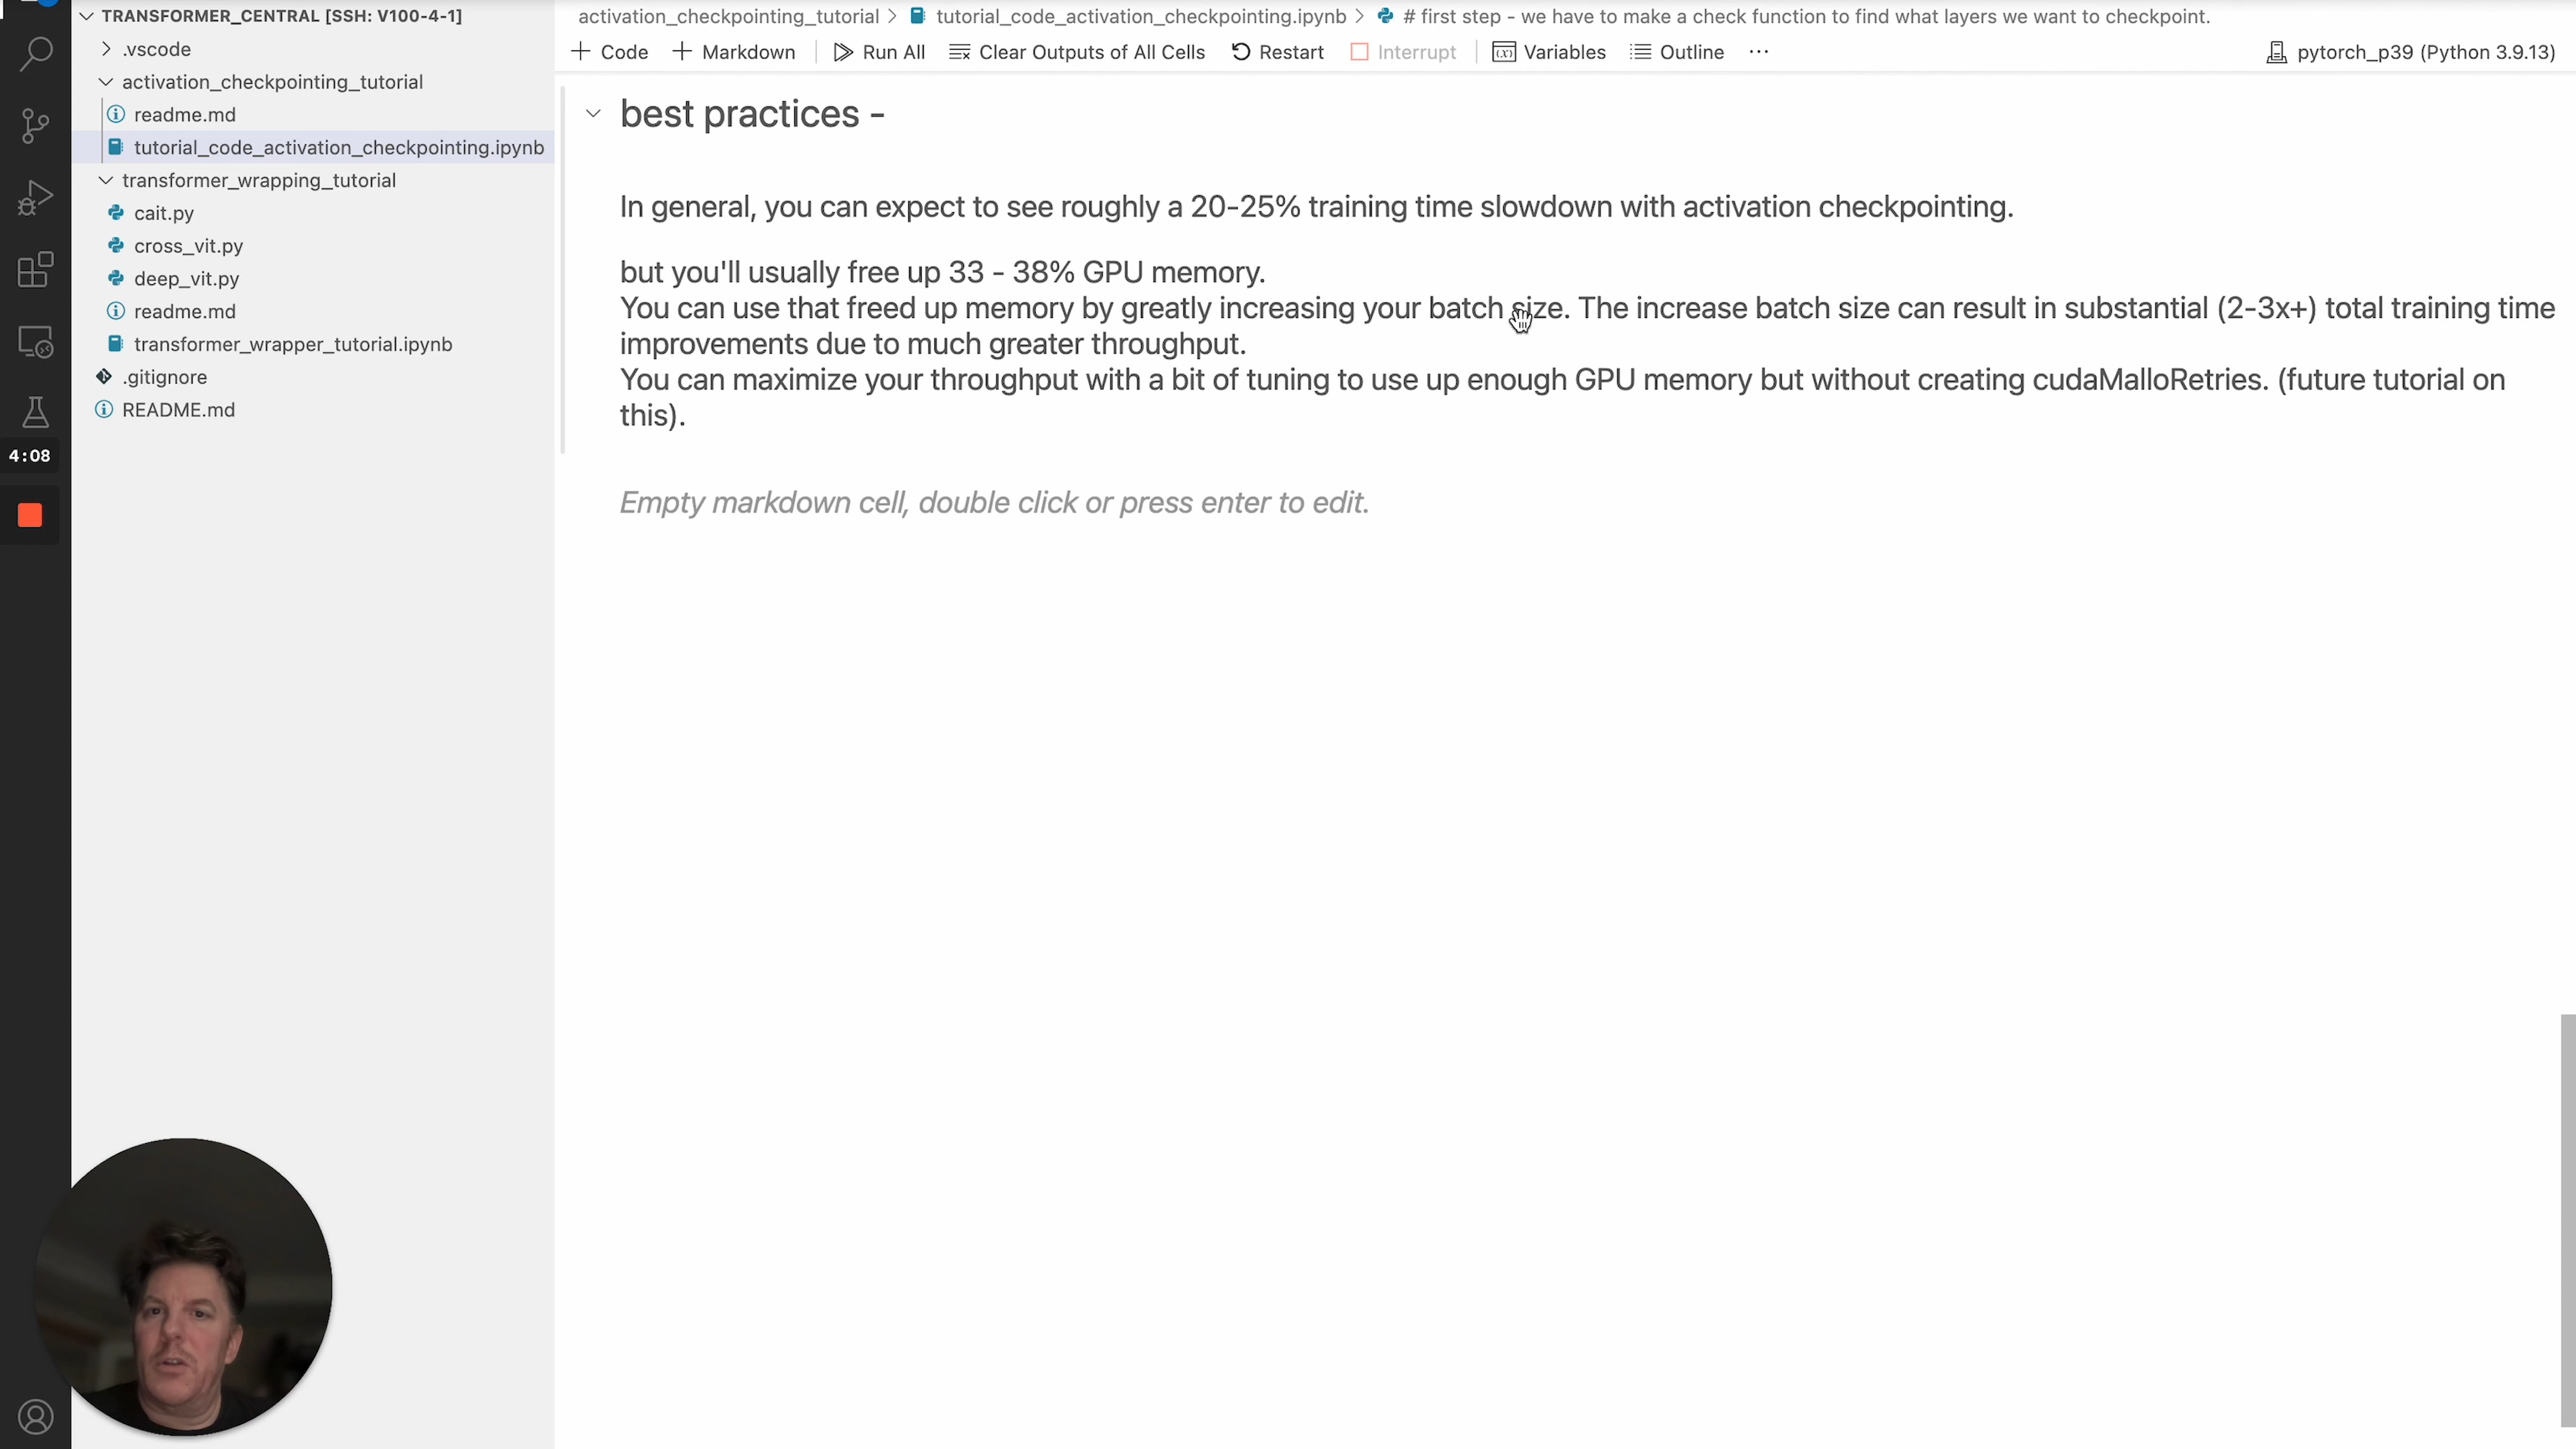 TRANSFORMER_CENTRAL [SSH: V100-4-1]
.vscode
activation_checkpointing_tutorial
readme.md
tutorial_code_activation_checkpointing.ipynb
transformer_wrapping_tutorial
cait.py
cross_vit.py
deep_vit.py
readme.md
transformer_wrapper_tutorial.ipynb
.gitignore
README.md
4:08
activation_checkpointing_tutorial > tutorial_code_activation_checkpointing.ipynb > # first step - we have to make a check function to find what layers we want to checkpoint.
+ Code + Markdown Run All Clear Outputs of All Cells Restart Interrupt Variables Outline ... pytorch_p39 (Python 3.9.13)
best practices -
In general, you can expect to see roughly a 20-25% training time slowdown with activation checkpointing.
but you'll usually free up 33 - 38% GPU memory.
You can use that freed up memory by greatly increasing your batch size. The increase batch size can result in substantial (2-3x+) total training time
improvements due to much greater throughput.
You can maximize your throughput with a bit of tuning to use up enough GPU memory but without creating cudaMalloRetries. (future tutorial on
this).
Empty markdown cell, double click or press enter to edit.